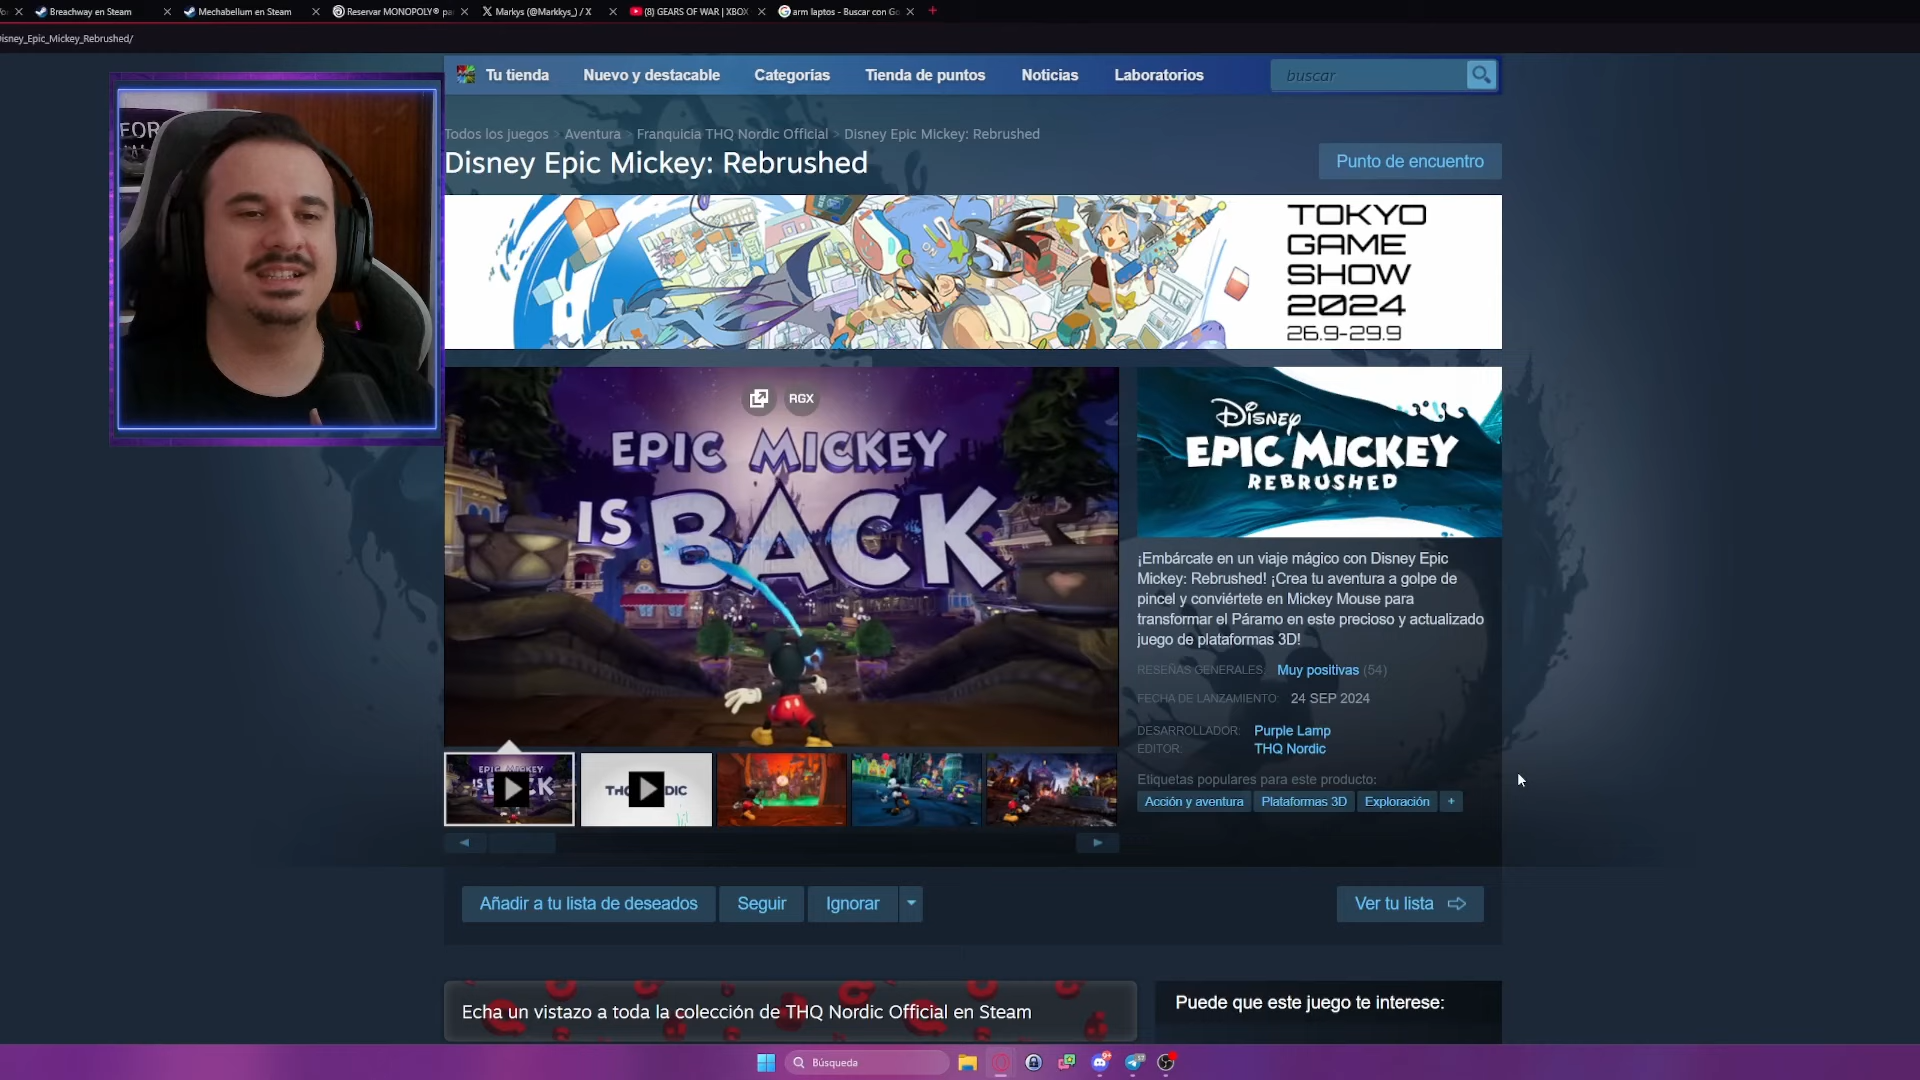 Breachway en Steam
Mechabellum en Steam
Reservar MONOPOLY® pa
Markys (@Markkys_) / X
(8) GEARS OF WAR | XBOX
arm laptos - Buscar con Go
isney_Epic_Mickey_Rebrushed/
Tu tienda
Nuevo y destacable
Categorías
Tienda de puntos
Noticias
Laboratorios
buscar
Todos los juegos > Aventura > Franquicia THQ Nordic Official > Disney Epic Mickey: Rebrushed
Disney Epic Mickey: Rebrushed
Punto de encuentro
FOR
TOKYO
GAME
SHOW
2024
26.9-29.9
RGX
EPIC MICKEY
IS BACK
Disney
EPIC MICKEY
REBRUSHED
¡Embárcate en un viaje mágico con Disney Epic
Mickey: Rebrushed! ¡Crea tu aventura a golpe de
pincel y conviértete en Mickey Mouse para
transformar el Páramo en este precioso y actualizado
juego de plataformas 3D!
RESEÑAS GENERALES: Muy positivas (54)
FECHA DE LANZAMIENTO: 24 SEP 2024
DESARROLLADOR: Purple Lamp
EDITOR: THQ Nordic
Etiquetas populares para este producto:
Acción y aventura
Plataformas 3D
Exploración
+
Añadir a tu lista de deseados
Seguir
Ignorar
Ver tu lista
Echa un vistazo a toda la colección de THQ Nordic Official en Steam
Puede que este juego te interese:
Búsqueda